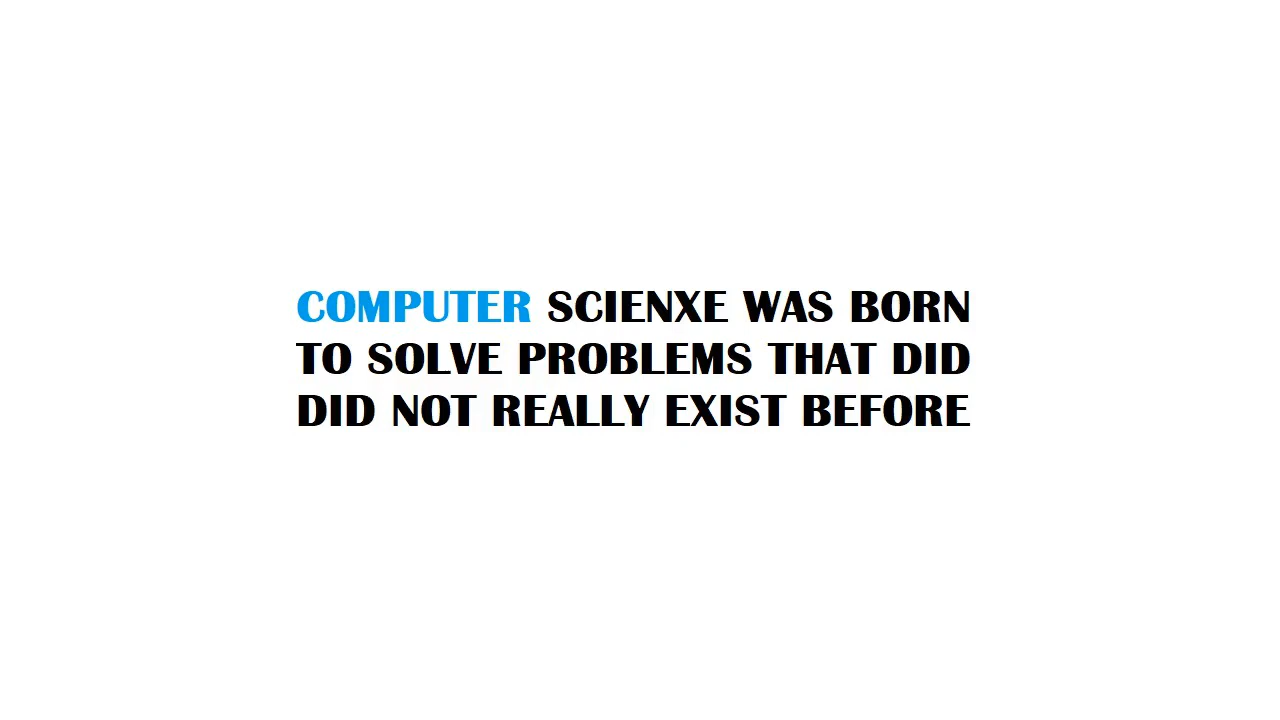 COMPUTER SCIENXE WAS BORN
TO SOLVE PROBLEMS THAT DID
DID NOT REALLY EXIST BEFORE